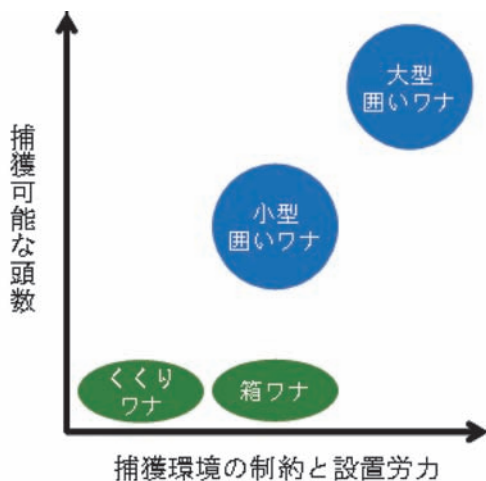 捕獲可能な頭数
大型
囲いワナ
小型
囲いワナ
くくり
ワナ
箱ワナ
捕獲環境の制約と設置労力